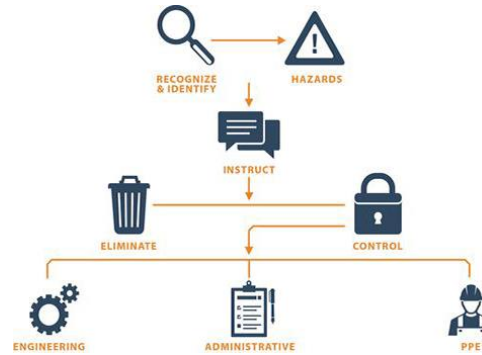 RECOGNIZE
& IDENTIFY
HAZARDS
INSTRUCT
ELIMINATE
CONTROL
ENGINEERING
ADMINISTRATIVE
PPE